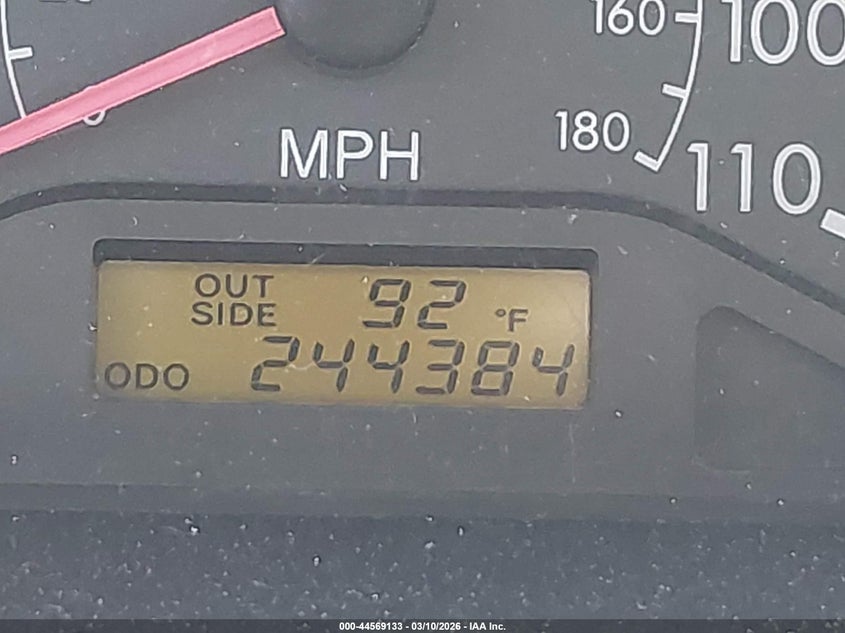 160
100
180
110
MPH
OUT SIDE 92 °F
ODO 244384
000-44569133 - 03/10/2026 - IAA Inc.